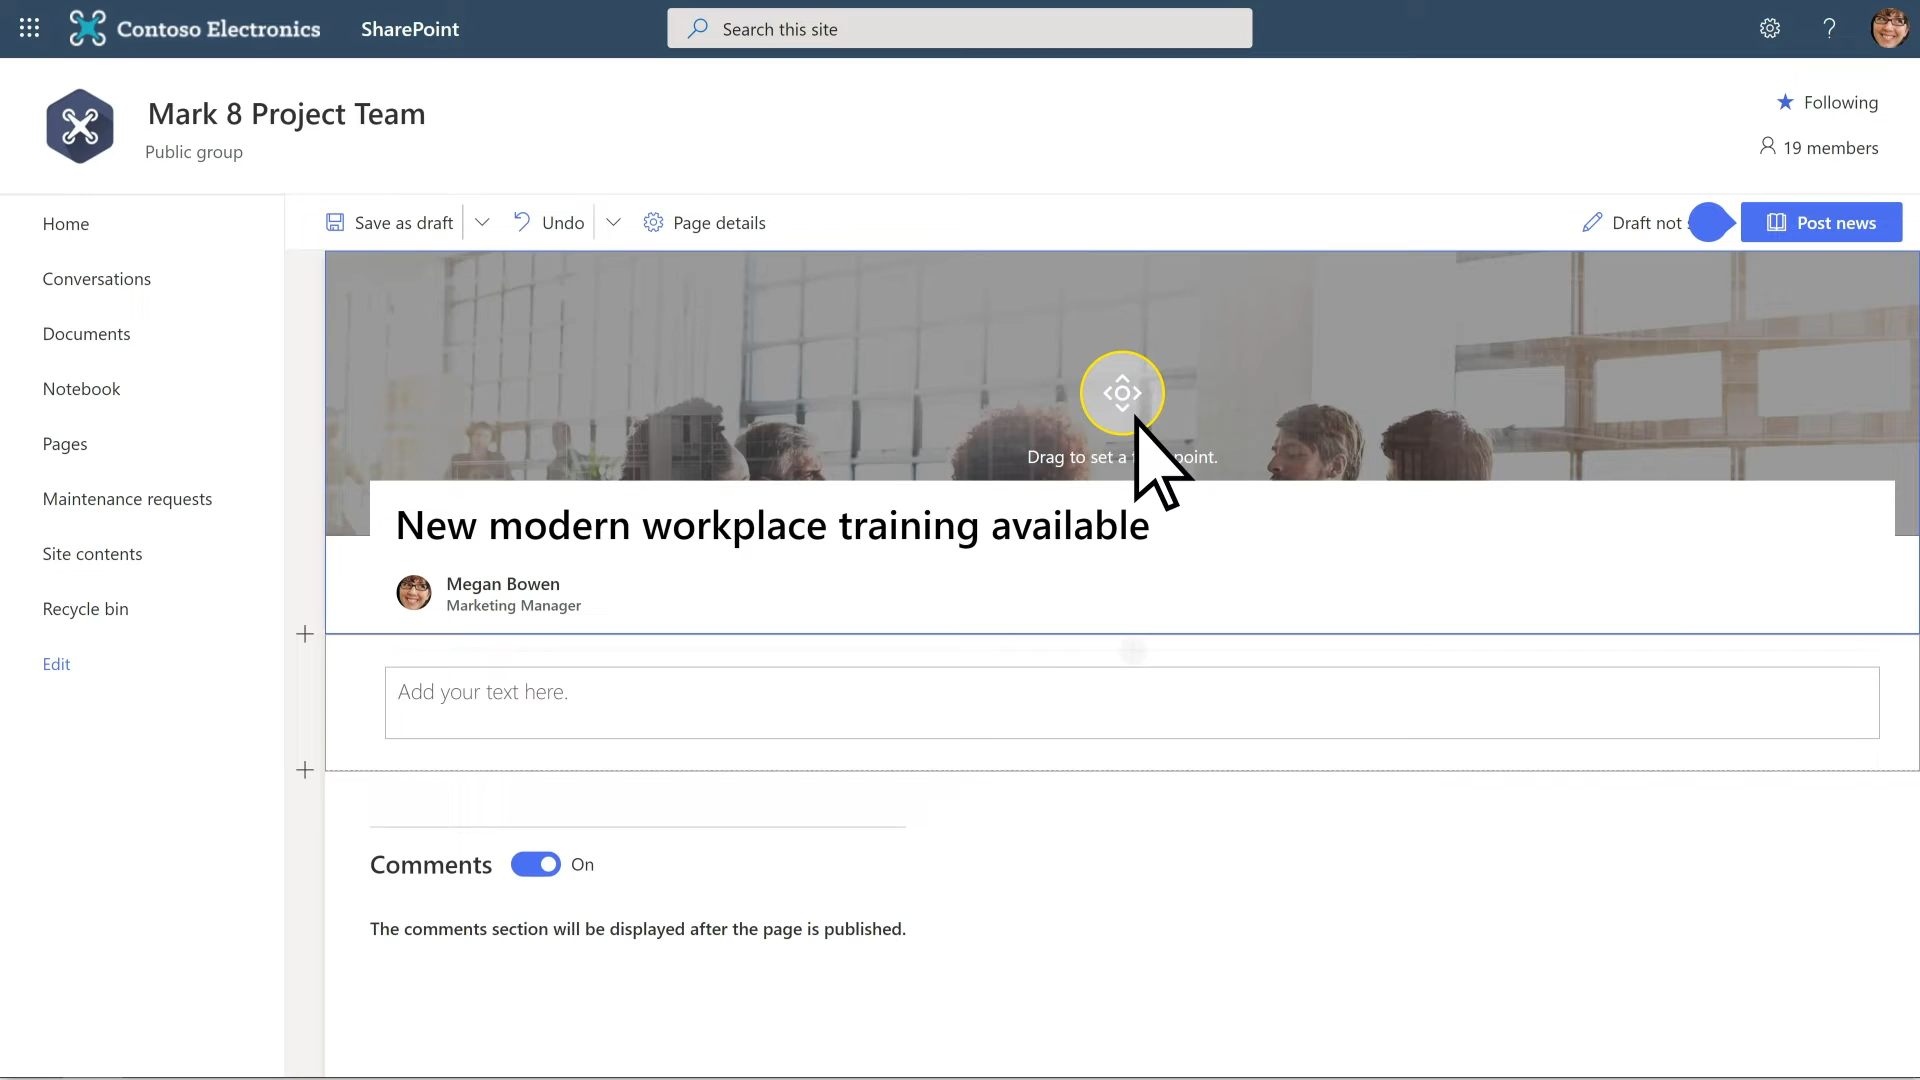 Contoso Electronics
SharePoint
Search this site
?
Mark 8 Project Team
Public group
Following
19 members
Home
Conversations
Documents
Notebook
Pages
Maintenance requests
Site contents
Recycle bin
Edit
Save as draft
Undo
Page details
Draft not
Post news
Drag to set a point.
New modern workplace training available
Megan Bowen
Marketing Manager
Add your text here.
Comments
On
The comments section will be displayed after the page is published.